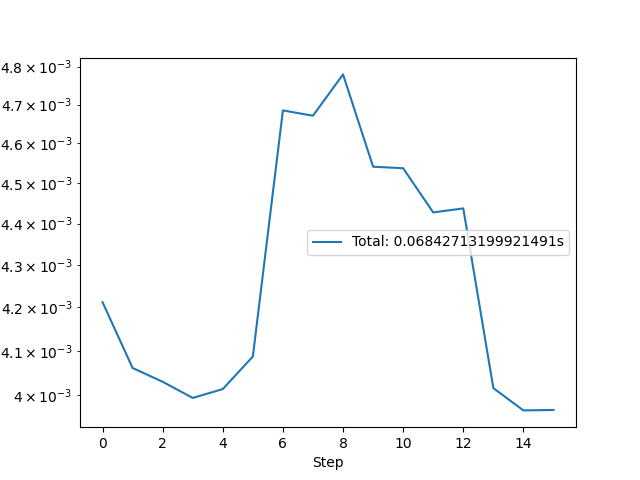 4.8 × 10⁻³
4.7 × 10⁻³
4.6 × 10⁻³
4.5 × 10⁻³
4.4 × 10⁻³
4.3 × 10⁻³
4.2 × 10⁻³
4.1 × 10⁻³
4 × 10⁻³
Total: 0.06842713199921491s
0 2 4 6 8 10 12 14
Step